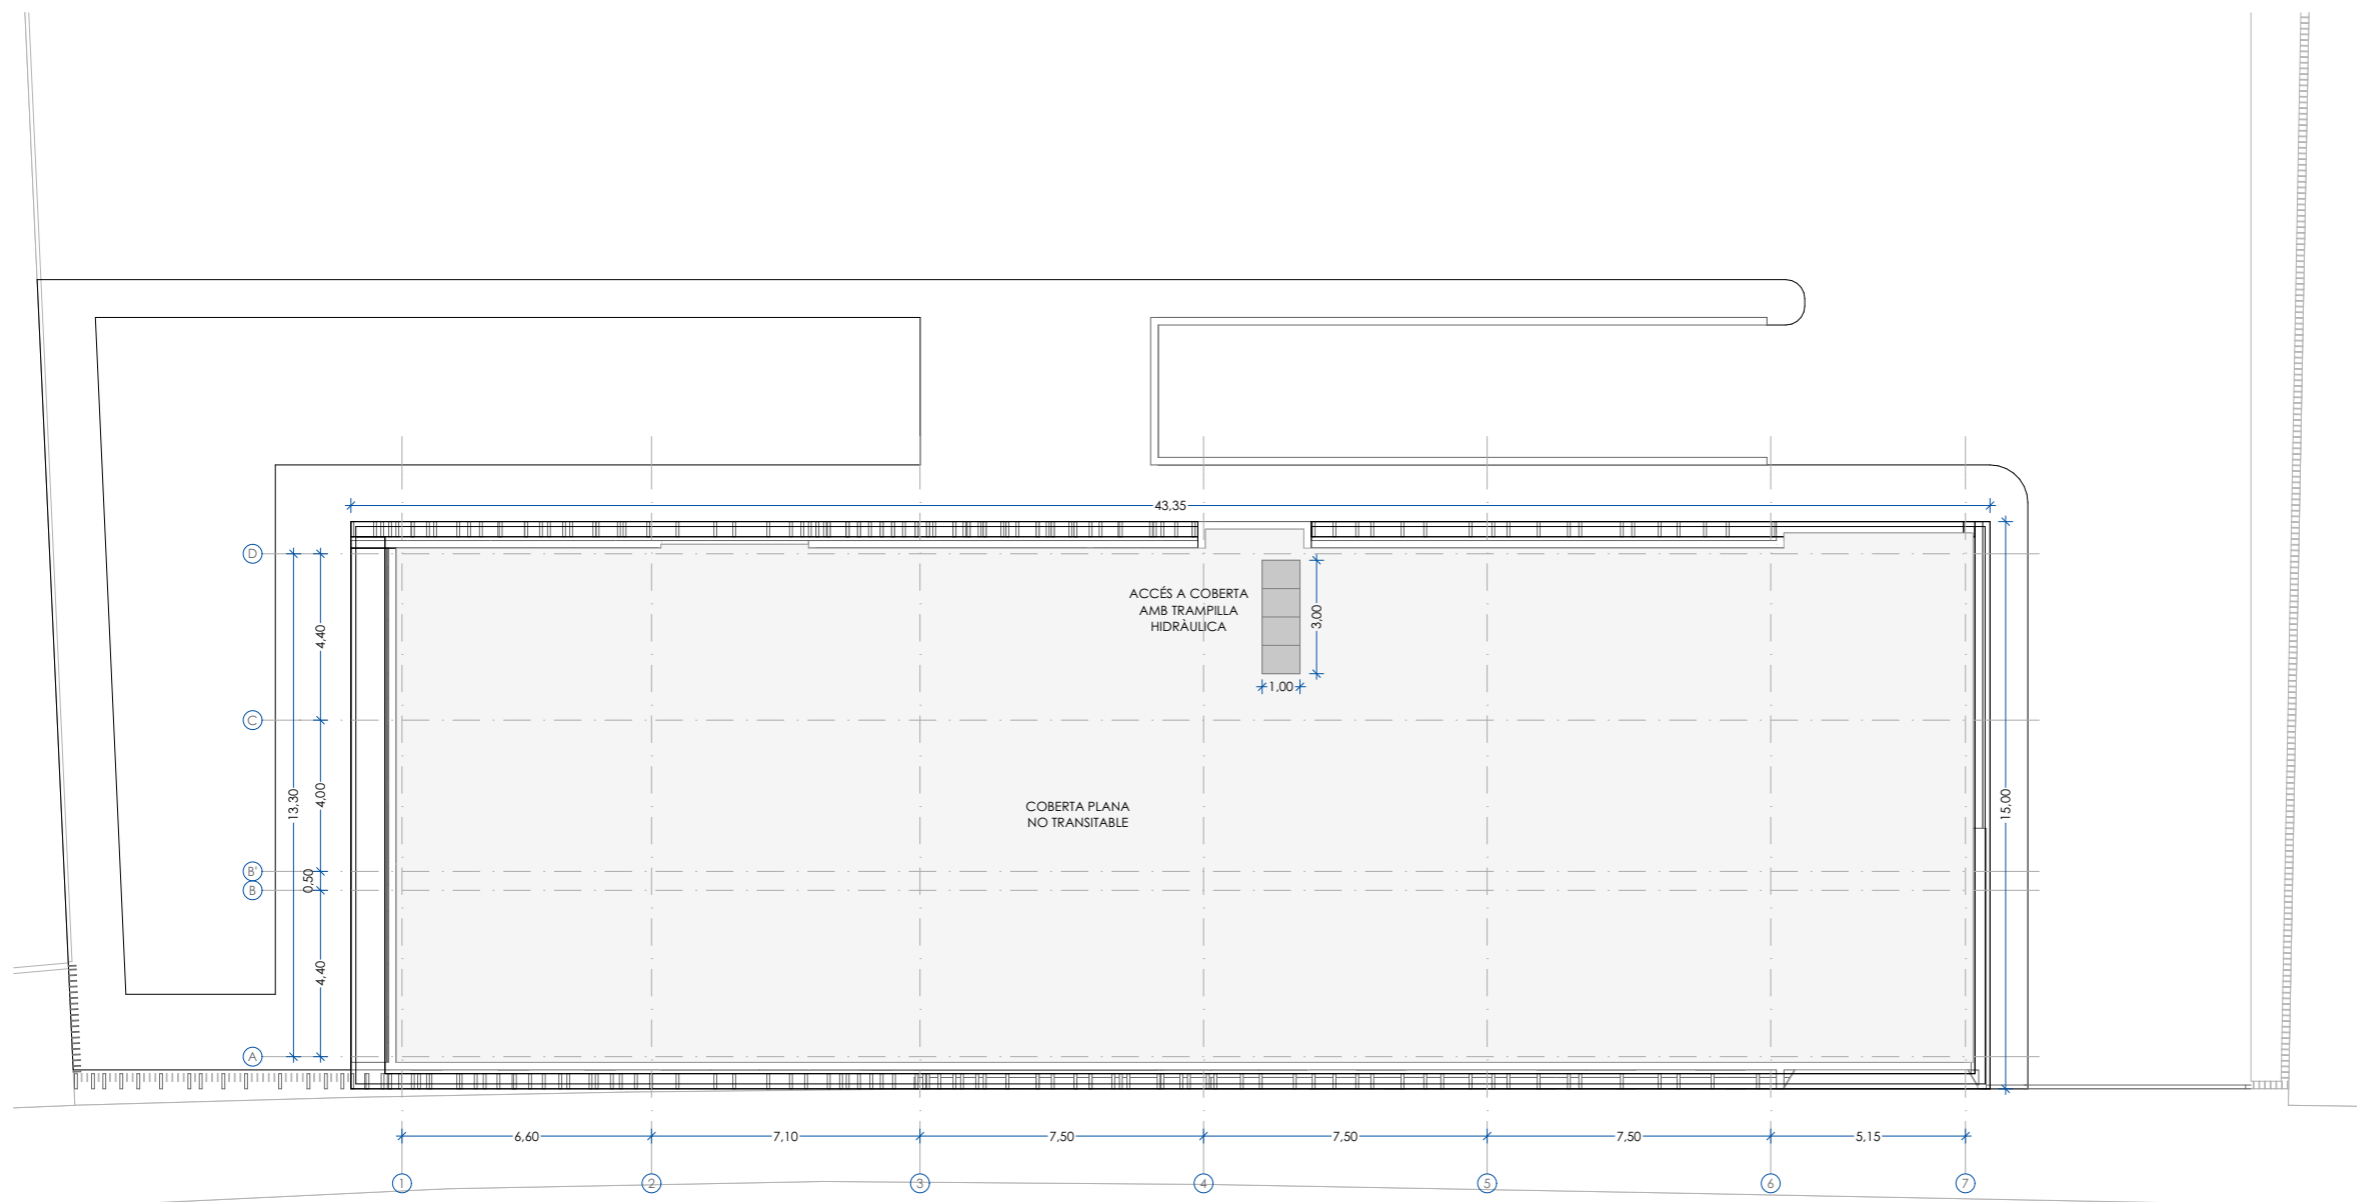 43,35
D
4,40
ACCÉS A COBERTA
AMB TRAMPILLA
HIDRÀULICA
3,00
1,00
C
13,30
4,00
COBERTA PLANA
NO TRANSITABLE
15,00
B'
0,50
B
4,40
A
6,60
7,10
7,50
7,50
7,50
5,15
1
2
3
4
5
6
7